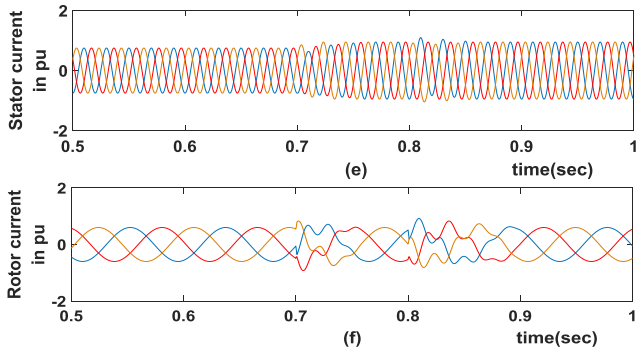 Stator current
in pu
2
0
-2
0.5 0.6 0.7 0.8 0.9 1
(e) time(sec)
Rotor current
in pu
2
0
-2
0.5 0.6 0.7 0.8 0.9 1
(f) time(sec)